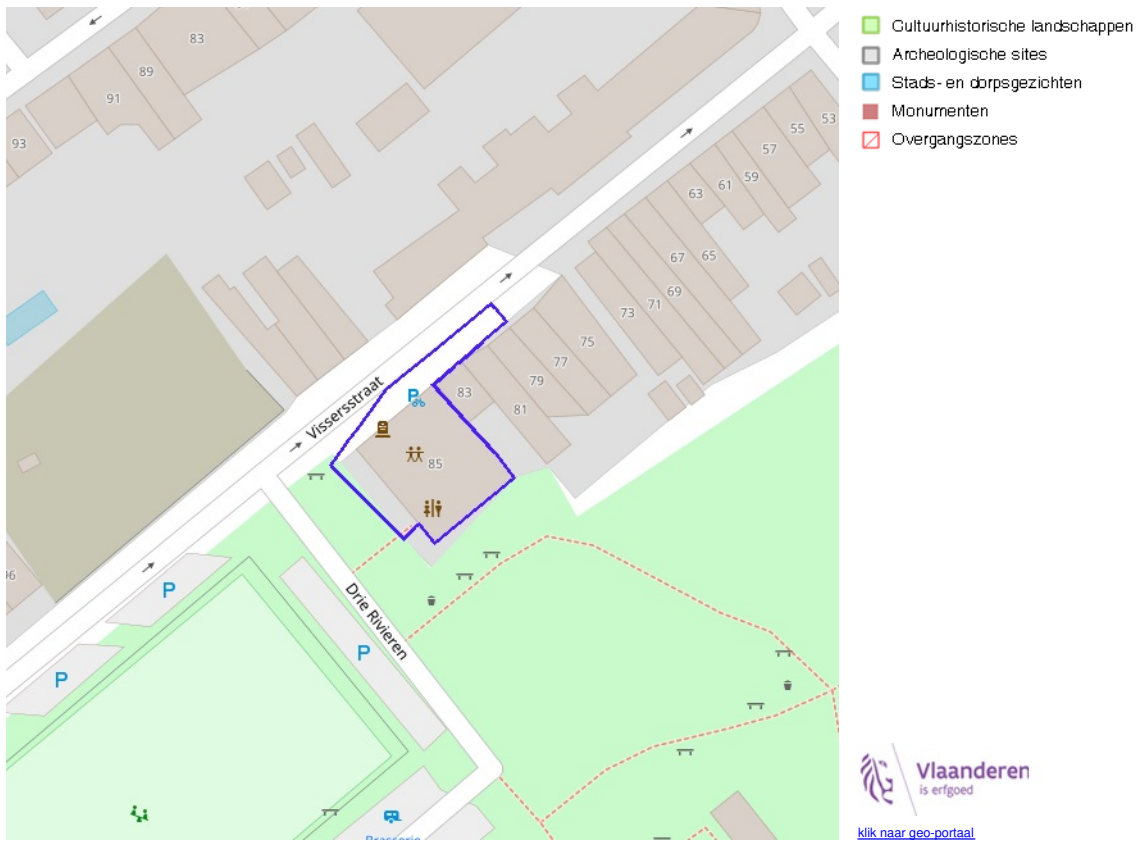 83
89
91
93
53
55
57
59
61
63
65
67
69
71
73
75
77
79
81
83
85
Vissersstraat
Drie Rivieren
P
P
P
P
96
Brasserie
Cultuurhistorische landschappen
Archeologische sites
Stads- en dorpsgezichten
Monumenten
Overgangszones
Vlaanderen
is erfgoed
klik naar geo-portaal